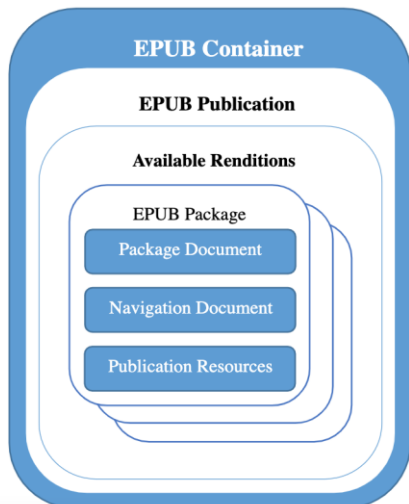 EPUB Container
EPUB Publication
Available Renditions
EPUB Package
Package Document
Navigation Document
Publication Resources